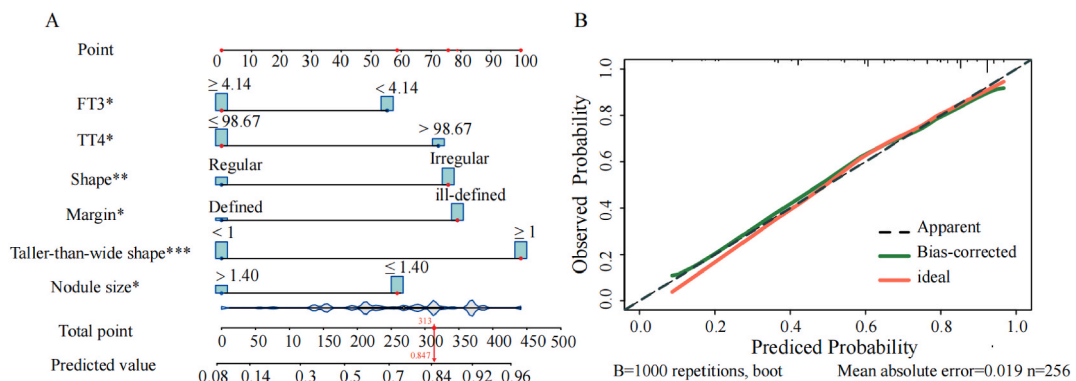 A
Point
0 10 20 30 40 50 60 70 80 90 100
≥ 4.14 < 4.14
FT3*
≤ 98.67 > 98.67
TT4*
Regular Irregular
Shape**
Defined ill-defined
Margin*
< 1 ≥ 1
Taller-than-wide shape***
> 1.40 ≤ 1.40
Nodule size*
313
Total point
0 50 100 150 200 250 300 350 400 450 500
0.847
Predicted value
0.08 0.14 0.3 0.5 0.7 0.84 0.92 0.96
B
Observed Probability
0.0 0.2 0.4 0.6 0.8 1.0
Apparent
Bias-corrected
ideal
0.0 0.2 0.4 0.6 0.8 1.0
Prediced Probability
B=1000 repetitions, boot Mean absolute error=0.019 n=256